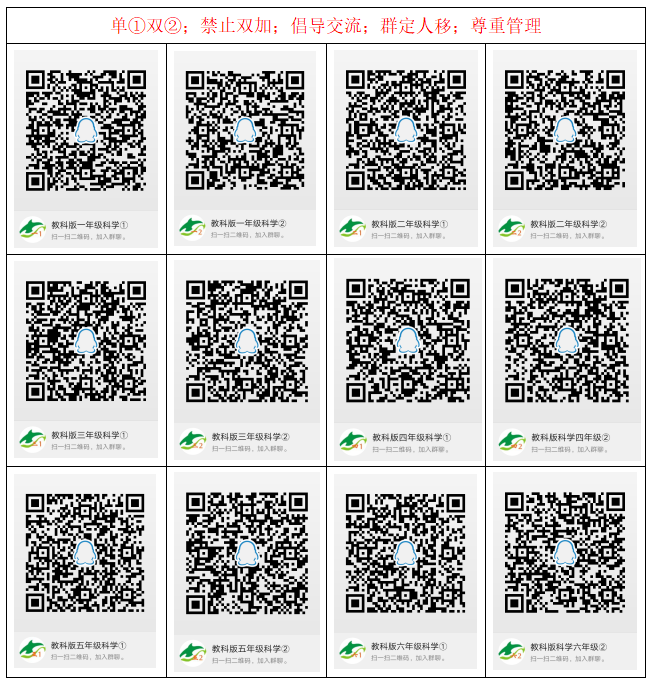 单①双②；禁止双加；倡导交流；群定人移；尊重管理
教科版一年级科学①
扫一扫二维码，加入群聊。
教科版一年级科学②
扫一扫二维码，加入群聊。
教科版二年级科学①
扫一扫二维码，加入群聊。
教科版二年级科学②
扫一扫二维码，加入群聊。
教科版三年级科学①
扫一扫二维码，加入群聊。
教科版三年级科学②
扫一扫二维码，加入群聊。
教科版四年级科学①
扫一扫二维码，加入群聊。
教科版科学四年级②
扫一扫二维码，加入群聊。
教科版五年级科学①
扫一扫二维码，加入群聊。
教科版五年级科学②
扫一扫二维码，加入群聊。
教科版六年级科学①
扫一扫二维码，加入群聊。
教科版科学六年级②
扫一扫二维码，加入群聊。